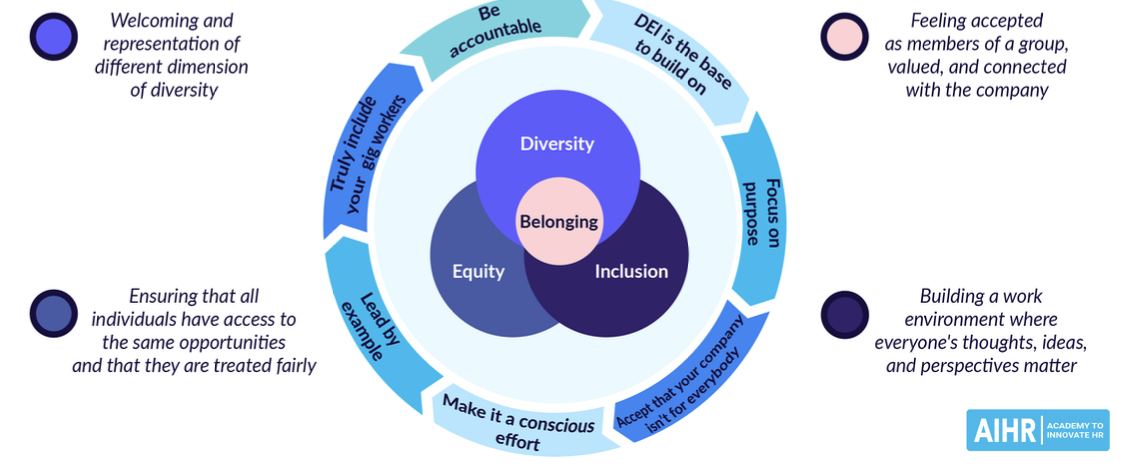 Welcoming and
representation of
different dimension
of diversity
Feeling accepted
as members of a group,
valued, and connected
with the company
Be
accountable
DEI is the base
to build on
Focus on
purpose
Accept that your company
isn't for everybody
Make it a conscious
effort
Lead by
example
Truly include
your gig workers
Diversity
Belonging
Equity
Inclusion
Ensuring that all
individuals have access to
the same opportunities
and that they are treated fairly
Building a work
environment where
everyone's thoughts, ideas,
and perspectives matter
AIHR
ACADEMY TO
INNOVATE HR